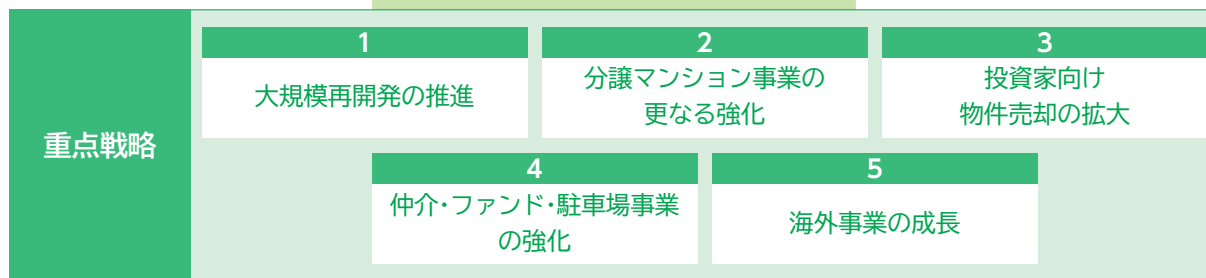 重点戦略
1
大規模再開発の推進
2
分譲マンション事業の
更なる強化
3
投資家向け
物件売却の拡大
4
仲介・ファンド・駐車場事業
の強化
5
海外事業の成長